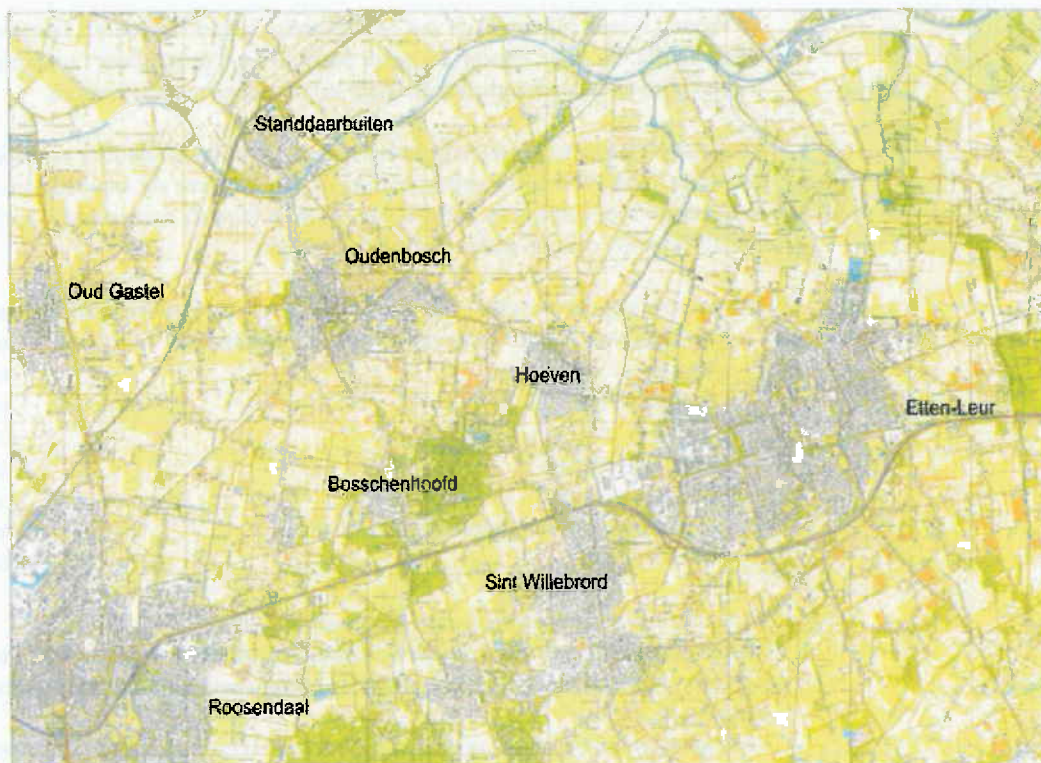 Standdaarbuiten
Oudenbosch
Oud Gastel
Hoeven
Etten-Leur
Bosschenhoofd
Sint Willebrord
Roosendaal